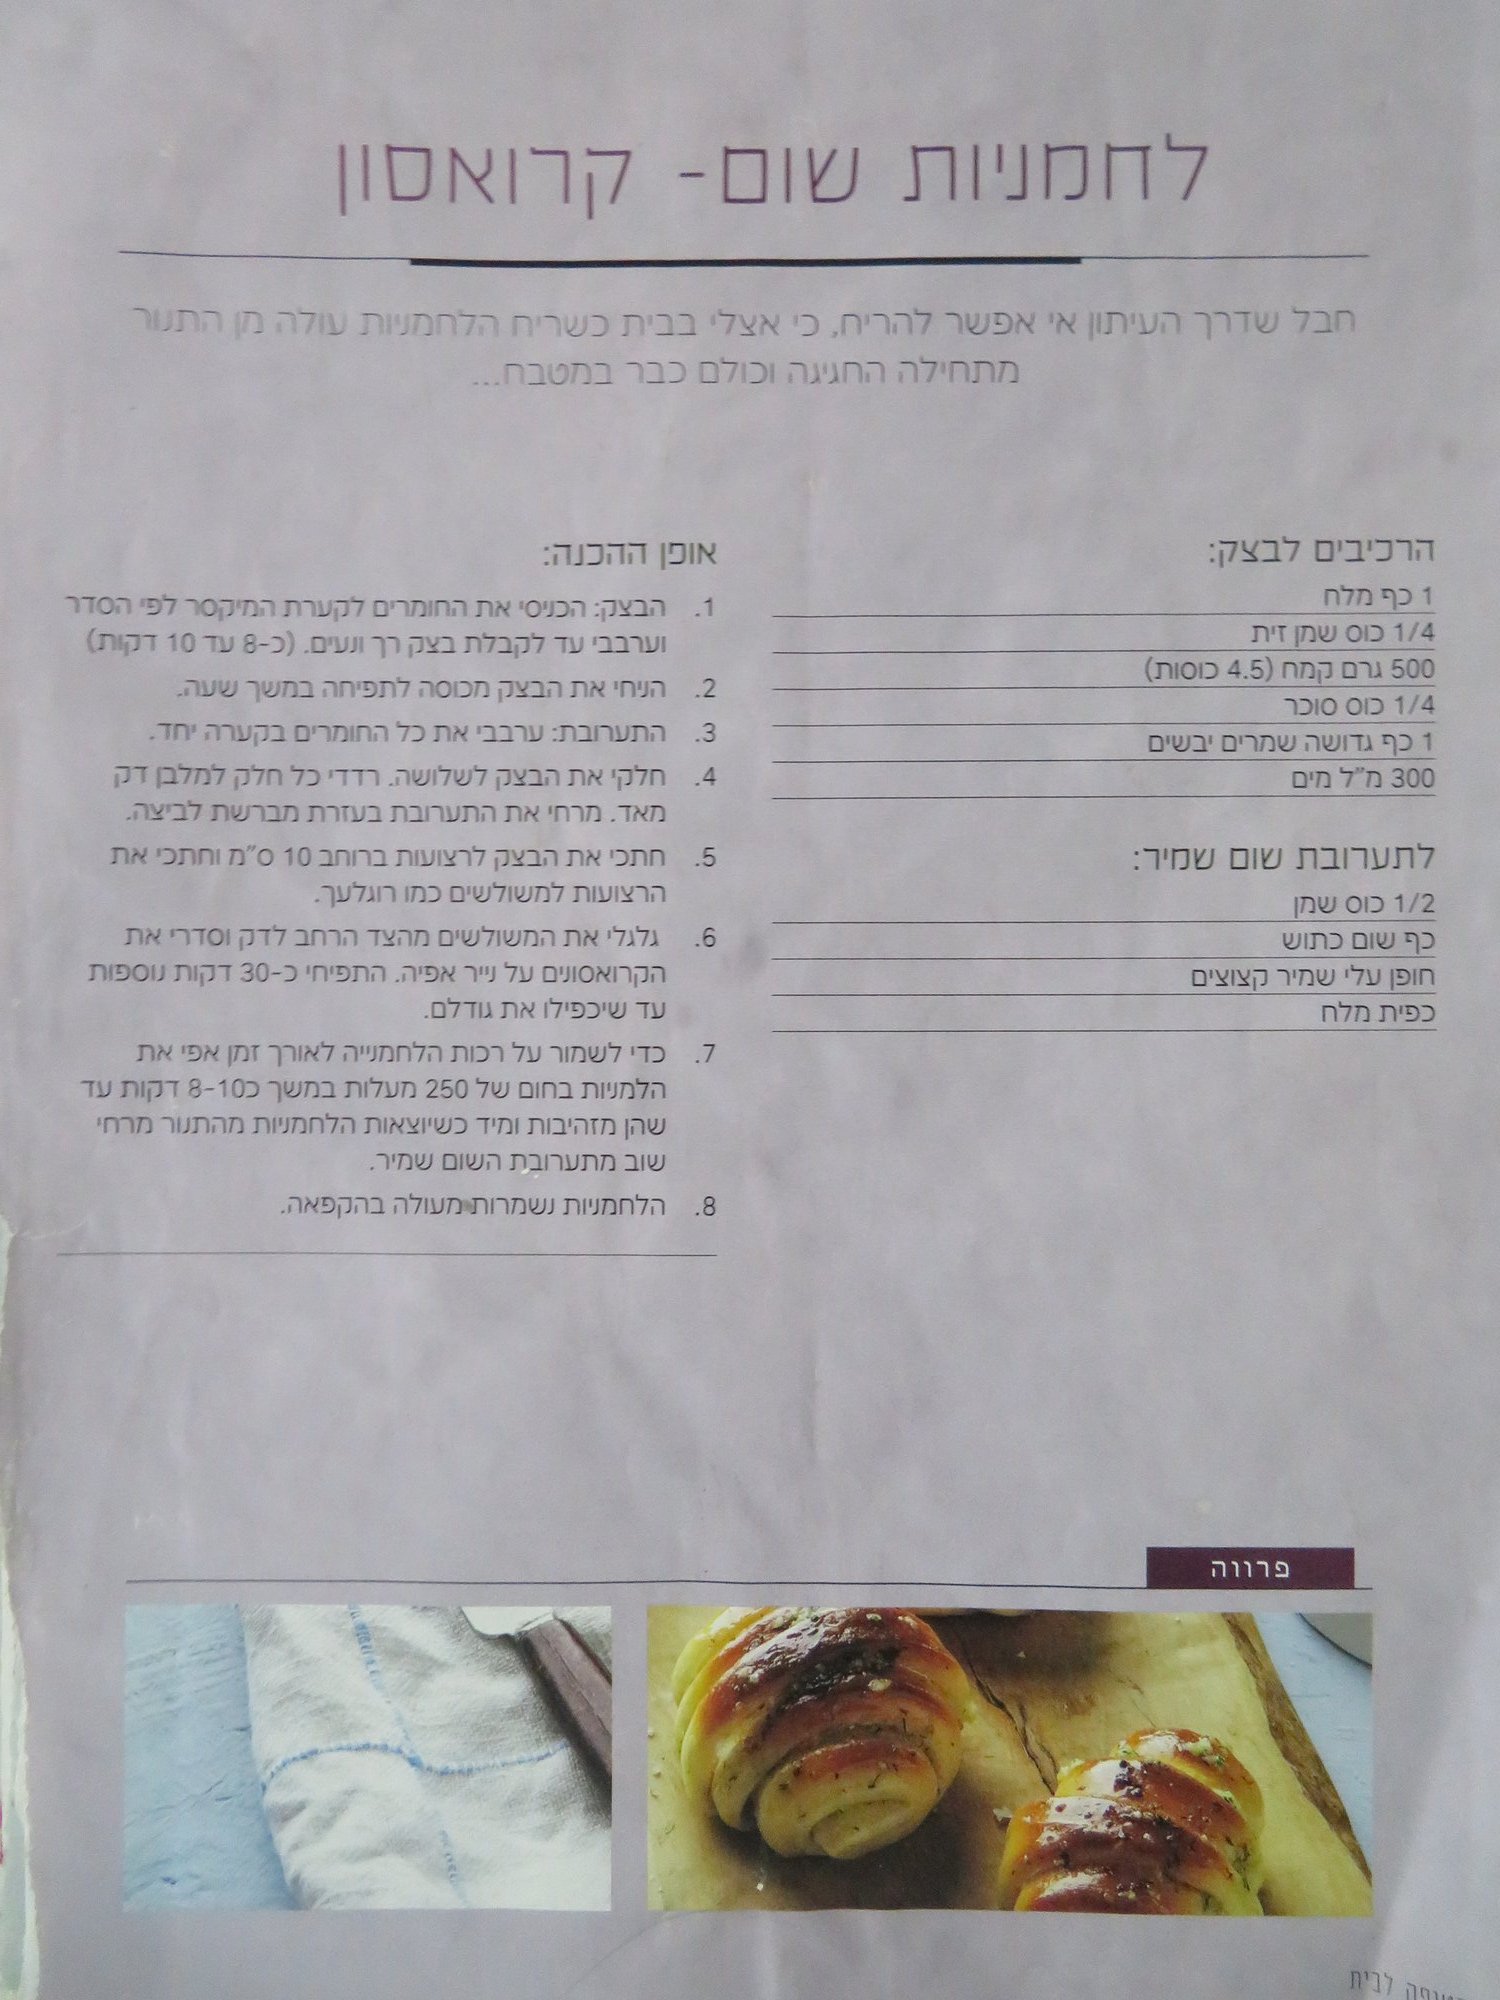 לחמניות שום- קרואסון
חבל שדרך העיתון אי אפשר להריח, כי אצלי בבית כשריח הלחמניות עולה מן התנור
מתחילה החגיגה וכולם כבר במטבח...
הרכיבים לבצק:
1 כף מלח
1/4 כוס שמן זית
500 גרם קמח (4.5 כוסות)
1/4 כוס סוכר
1 כף גדושה שמרים יבשים
300 מ"ל מים
לתערובת שום שמיר:
1/2 כוס שמן
כף שום כתוש
חופן עלי שמיר קצוצים
כפית מלח
אופן ההכנה:
1. הבצק: הכניסי את החומרים לקערת המיקסר לפי הסדר
וערבבי עד לקבלת בצק רך ונעים. (כ-8 עד 10 דקות)
2. הניחי את הבצק מכוסה לתפיחה במשך שעה.
3. התערובת: ערבבי את כל החומרים בקערה יחד.
4. חלקי את הבצק לשלושה. רדדי כל חלק למלבן דק
מאד. מרחי את התערובת בעזרת מברשת לביצה.
5. חתכי את הבצק לרצועות ברוחב 10 ס"מ וחתכי את
הרצועות למשולשים כמו רוגלעך.
6. גלגלי את המשולשים מהצד הרחב לדק וסדרי את
הקרואסונים על נייר אפיה. התפיחי כ-30 דקות נוספות
עד שיכפילו את גודלם.
7. כדי לשמור על רכות הלחמנייה לאורך זמן אפי את
הלמניות בחום של 250 מעלות במשך כ8-10 דקות עד
שהן מזהיבות ומיד כשיוצאות הלחמניות מהתנור מרחי
שוב מתערובת השום שמיר.
8. הלחמניות נשמרות מעולה בהקפאה.
פרווה
לבית